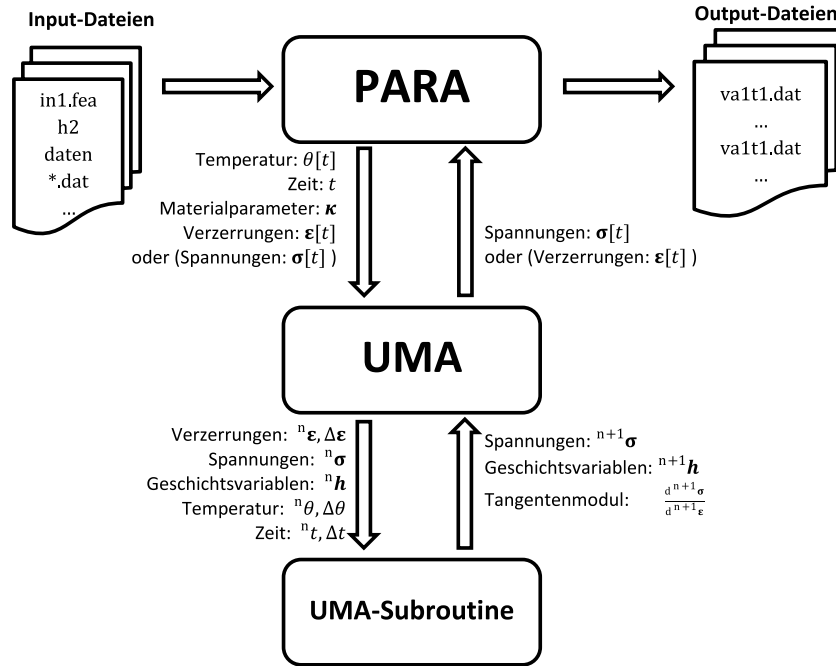 Input-Dateien
in1.fea
h2
daten
*.dat
...
PARA
Output-Dateien
va1t1.dat
...
va1t1.dat
...
Temperatur: θ[t]
Zeit: t
Materialparameter: κ
Verzerrungen: ε[t]
oder (Spannungen: σ[t] )
Spannungen: σ[t]
oder (Verzerrungen: ε[t] )
UMA
Verzerrungen: ⁿε, Δε
Spannungen: ⁿσ
Geschichtsvariablen: ⁿh
Temperatur: ⁿθ, Δθ
Zeit: ⁿt, Δt
Spannungen: ⁿ⁺¹σ
Geschichtsvariablen: ⁿ⁺¹h
Tangentenmodul: d ⁿ⁺¹σ / d ⁿ⁺¹ε
UMA-Subroutine